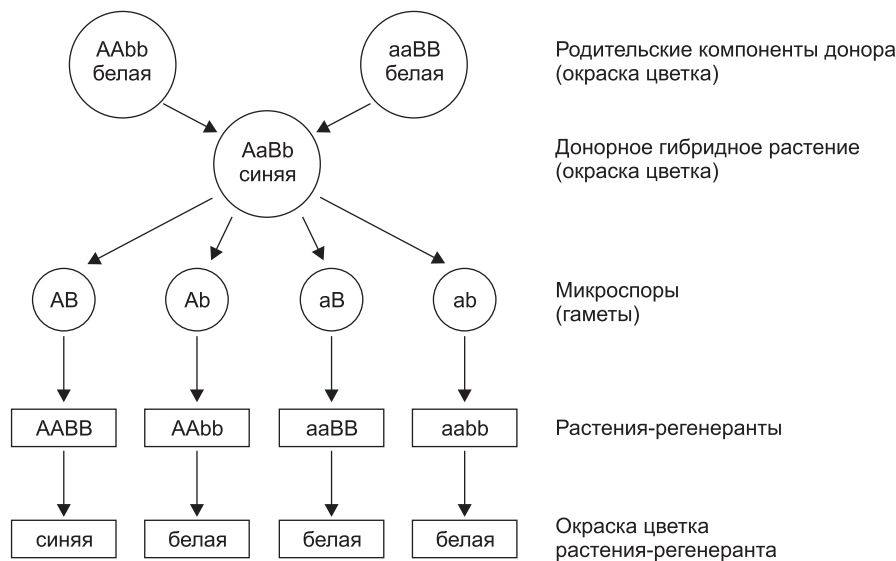 AAbb
белая
aaBB
белая
Родительские компоненты донора
(окраска цветка)
AaBb
синяя
Донорное гибридное растение
(окраска цветка)
AB
Ab
aB
ab
Микроспоры
(гаметы)
AABB
AAbb
aaBB
aabb
Растения-регенеранты
синяя
белая
белая
белая
Окраска цветка
растения-регенеранта